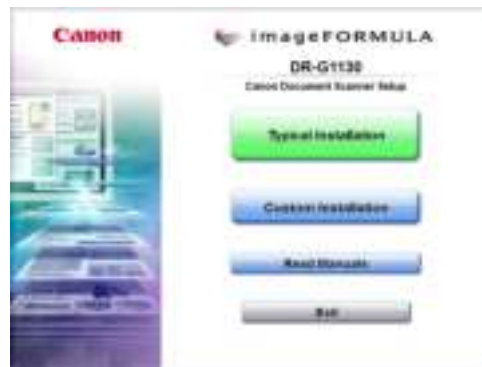 Canon
imageFORMULA
DR-G1130
Canon Document Scanner Setup
Typical Installation
Custom Installation
Read Manuals
Exit